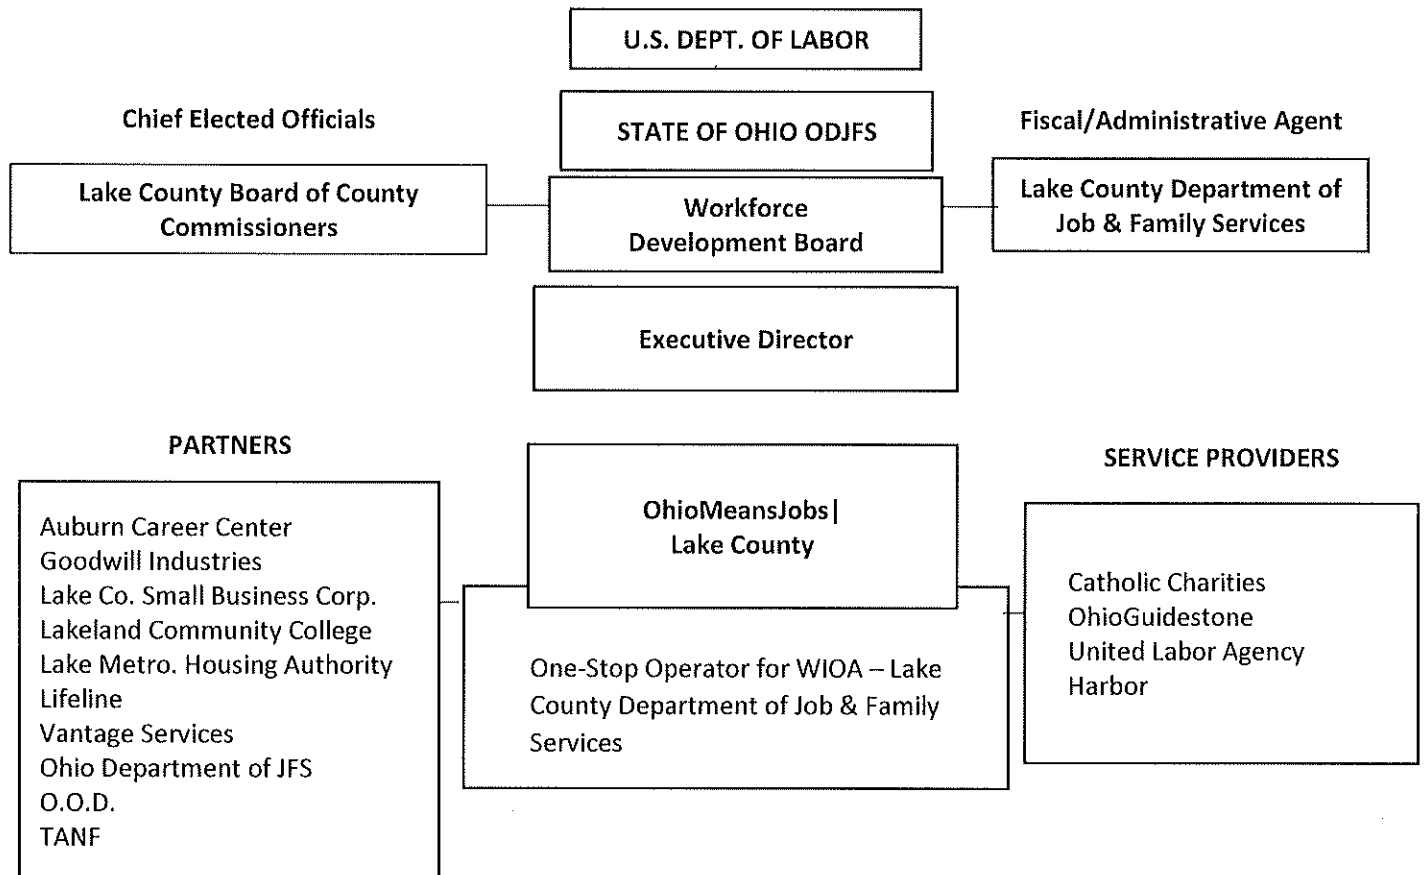 U.S. DEPT. OF LABOR
Chief Elected Officials
STATE OF OHIO ODJFS
Fiscal/Administrative Agent
Lake County Board of County
Commissioners
Workforce
Development Board
Lake County Department of
Job & Family Services
Executive Director
PARTNERS
Auburn Career Center
Goodwill Industries
Lake Co. Small Business Corp.
Lakeland Community College
Lake Metro. Housing Authority
Lifeline
Vantage Services
Ohio Department of JFS
O.O.D.
TANF
OhioMeansJobs|
Lake County
One-Stop Operator for WIOA – Lake
County Department of Job & Family
Services
SERVICE PROVIDERS
Catholic Charities
OhioGuidestone
United Labor Agency
Harbor